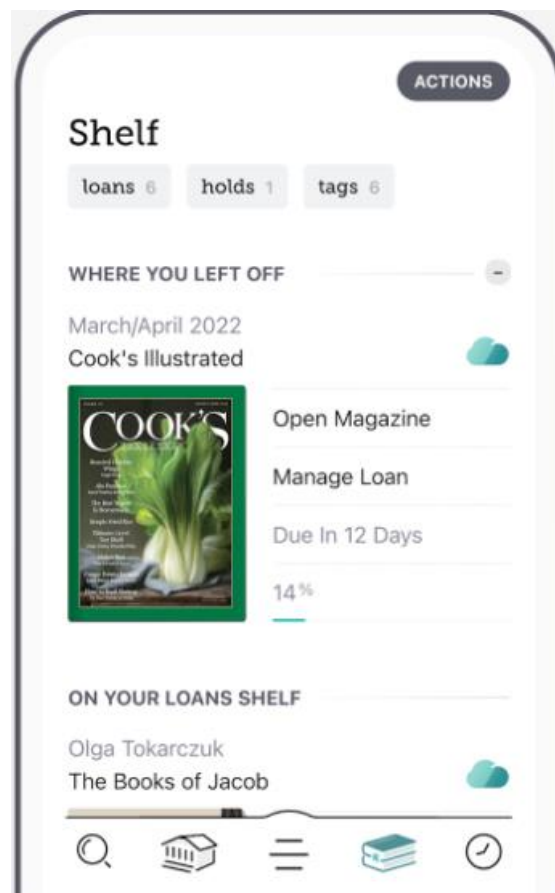 ACTIONS
Shelf
loans 6 holds 1 tags 6
WHERE YOU LEFT OFF
March/April 2022
Cook's Illustrated
COOK'S
Open Magazine
Manage Loan
Due In 12 Days
14%
ON YOUR LOANS SHELF
Olga Tokarczuk
The Books of Jacob